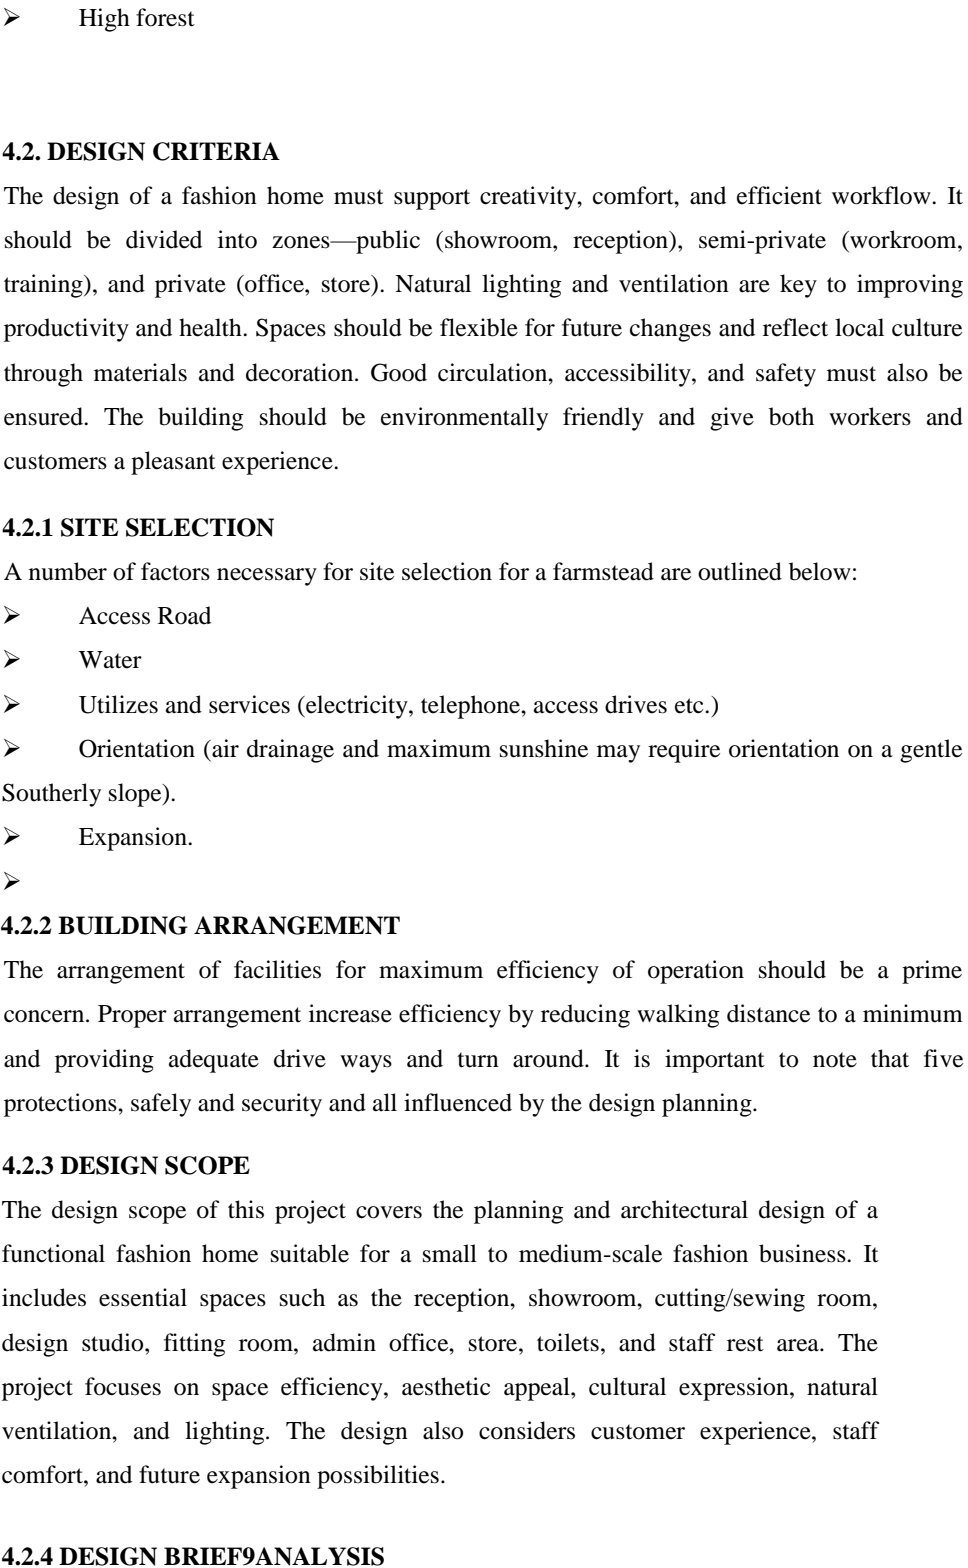 ➢ High forest
4.2. DESIGN CRITERIA
The design of a fashion home must support creativity, comfort, and efficient workflow. It
should be divided into zones—public (showroom, reception), semi-private (workroom,
training), and private (office, store). Natural lighting and ventilation are key to improving
productivity and health. Spaces should be flexible for future changes and reflect local culture
through materials and decoration. Good circulation, accessibility, and safety must also be
ensured. The building should be environmentally friendly and give both workers and
customers a pleasant experience.
4.2.1 SITE SELECTION
A number of factors necessary for site selection for a farmstead are outlined below:
➢ Access Road
➢ Water
➢ Utilizes and services (electricity, telephone, access drives etc.)
➢ Orientation (air drainage and maximum sunshine may require orientation on a gentle
Southerly slope).
➢ Expansion.
➢
4.2.2 BUILDING ARRANGEMENT
The arrangement of facilities for maximum efficiency of operation should be a prime
concern. Proper arrangement increase efficiency by reducing walking distance to a minimum
and providing adequate drive ways and turn around. It is important to note that five
protections, safely and security and all influenced by the design planning.
4.2.3 DESIGN SCOPE
The design scope of this project covers the planning and architectural design of a
functional fashion home suitable for a small to medium-scale fashion business. It
includes essential spaces such as the reception, showroom, cutting/sewing room,
design studio, fitting room, admin office, store, toilets, and staff rest area. The
project focuses on space efficiency, aesthetic appeal, cultural expression, natural
ventilation, and lighting. The design also considers customer experience, staff
comfort, and future expansion possibilities.
4.2.4 DESIGN BRIEF9ANALYSIS